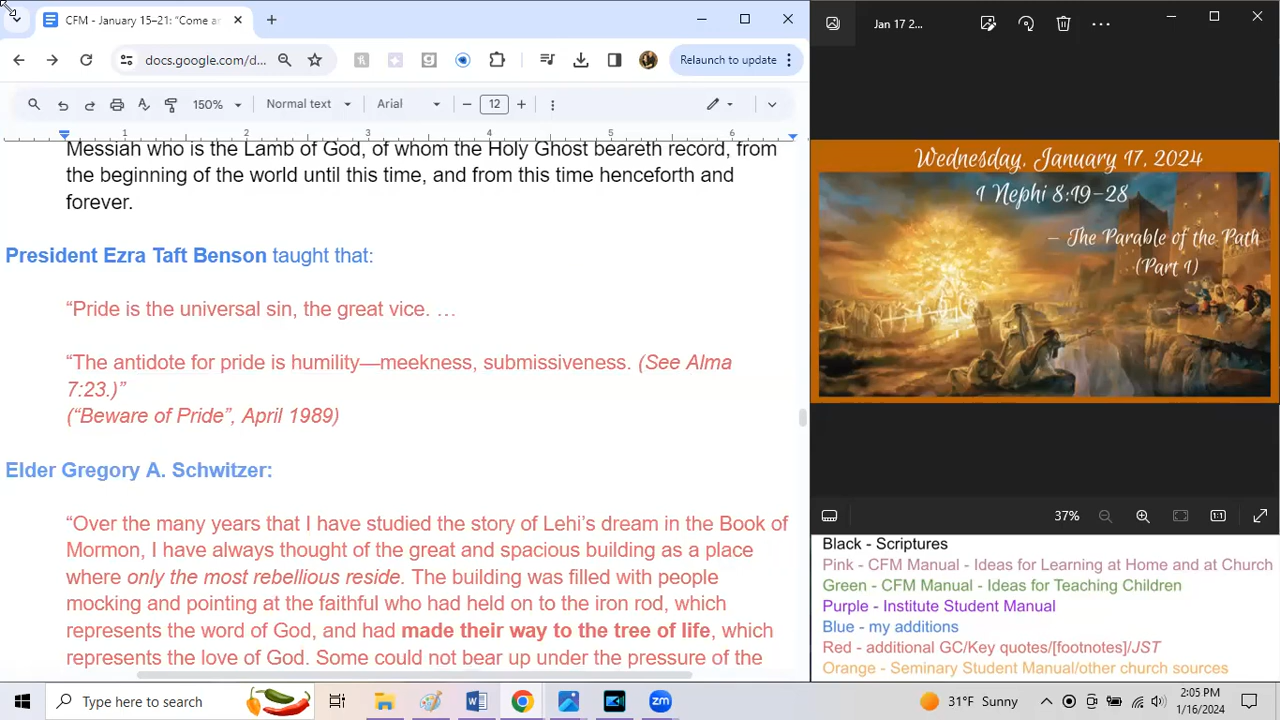 CFM - January 15–21: “Come ar
docs.google.com/d...
Relaunch to update
150%
Normal text
Arial
12
1 2 3 4 5 6
Messiah who is the Lamb of God, of whom the Holy Ghost beareth record, from
the beginning of the world until this time, and from this time henceforth and
forever.
President Ezra Taft Benson taught that:
“Pride is the universal sin, the great vice. …
“The antidote for pride is humility—meekness, submissiveness. (See Alma
7:23.)”
(“Beware of Pride”, April 1989)
Elder Gregory A. Schwitzer:
“Over the many years that I have studied the story of Lehi’s dream in the Book of
Mormon, I have always thought of the great and spacious building as a place
where only the most rebellious reside. The building was filled with people
mocking and pointing at the faithful who had held on to the iron rod, which
represents the word of God, and had made their way to the tree of life, which
represents the love of God. Some could not bear up under the pressure of the
Jan 17 2...
Wednesday, January 17, 2024
1 Nephi 8:19–28
– The Parable of the Path
(Part 1)
37%
Black - Scriptures
Pink - CFM Manual - Ideas for Learning at Home and at Church
Green - CFM Manual - Ideas for Teaching Children
Purple - Institute Student Manual
Blue - my additions
Red - additional GC/Key quotes/[footnotes]/JST
Orange - Seminary Student Manual/other church sources
Type here to search
zm
31°F Sunny
2:05 PM
1/16/2024